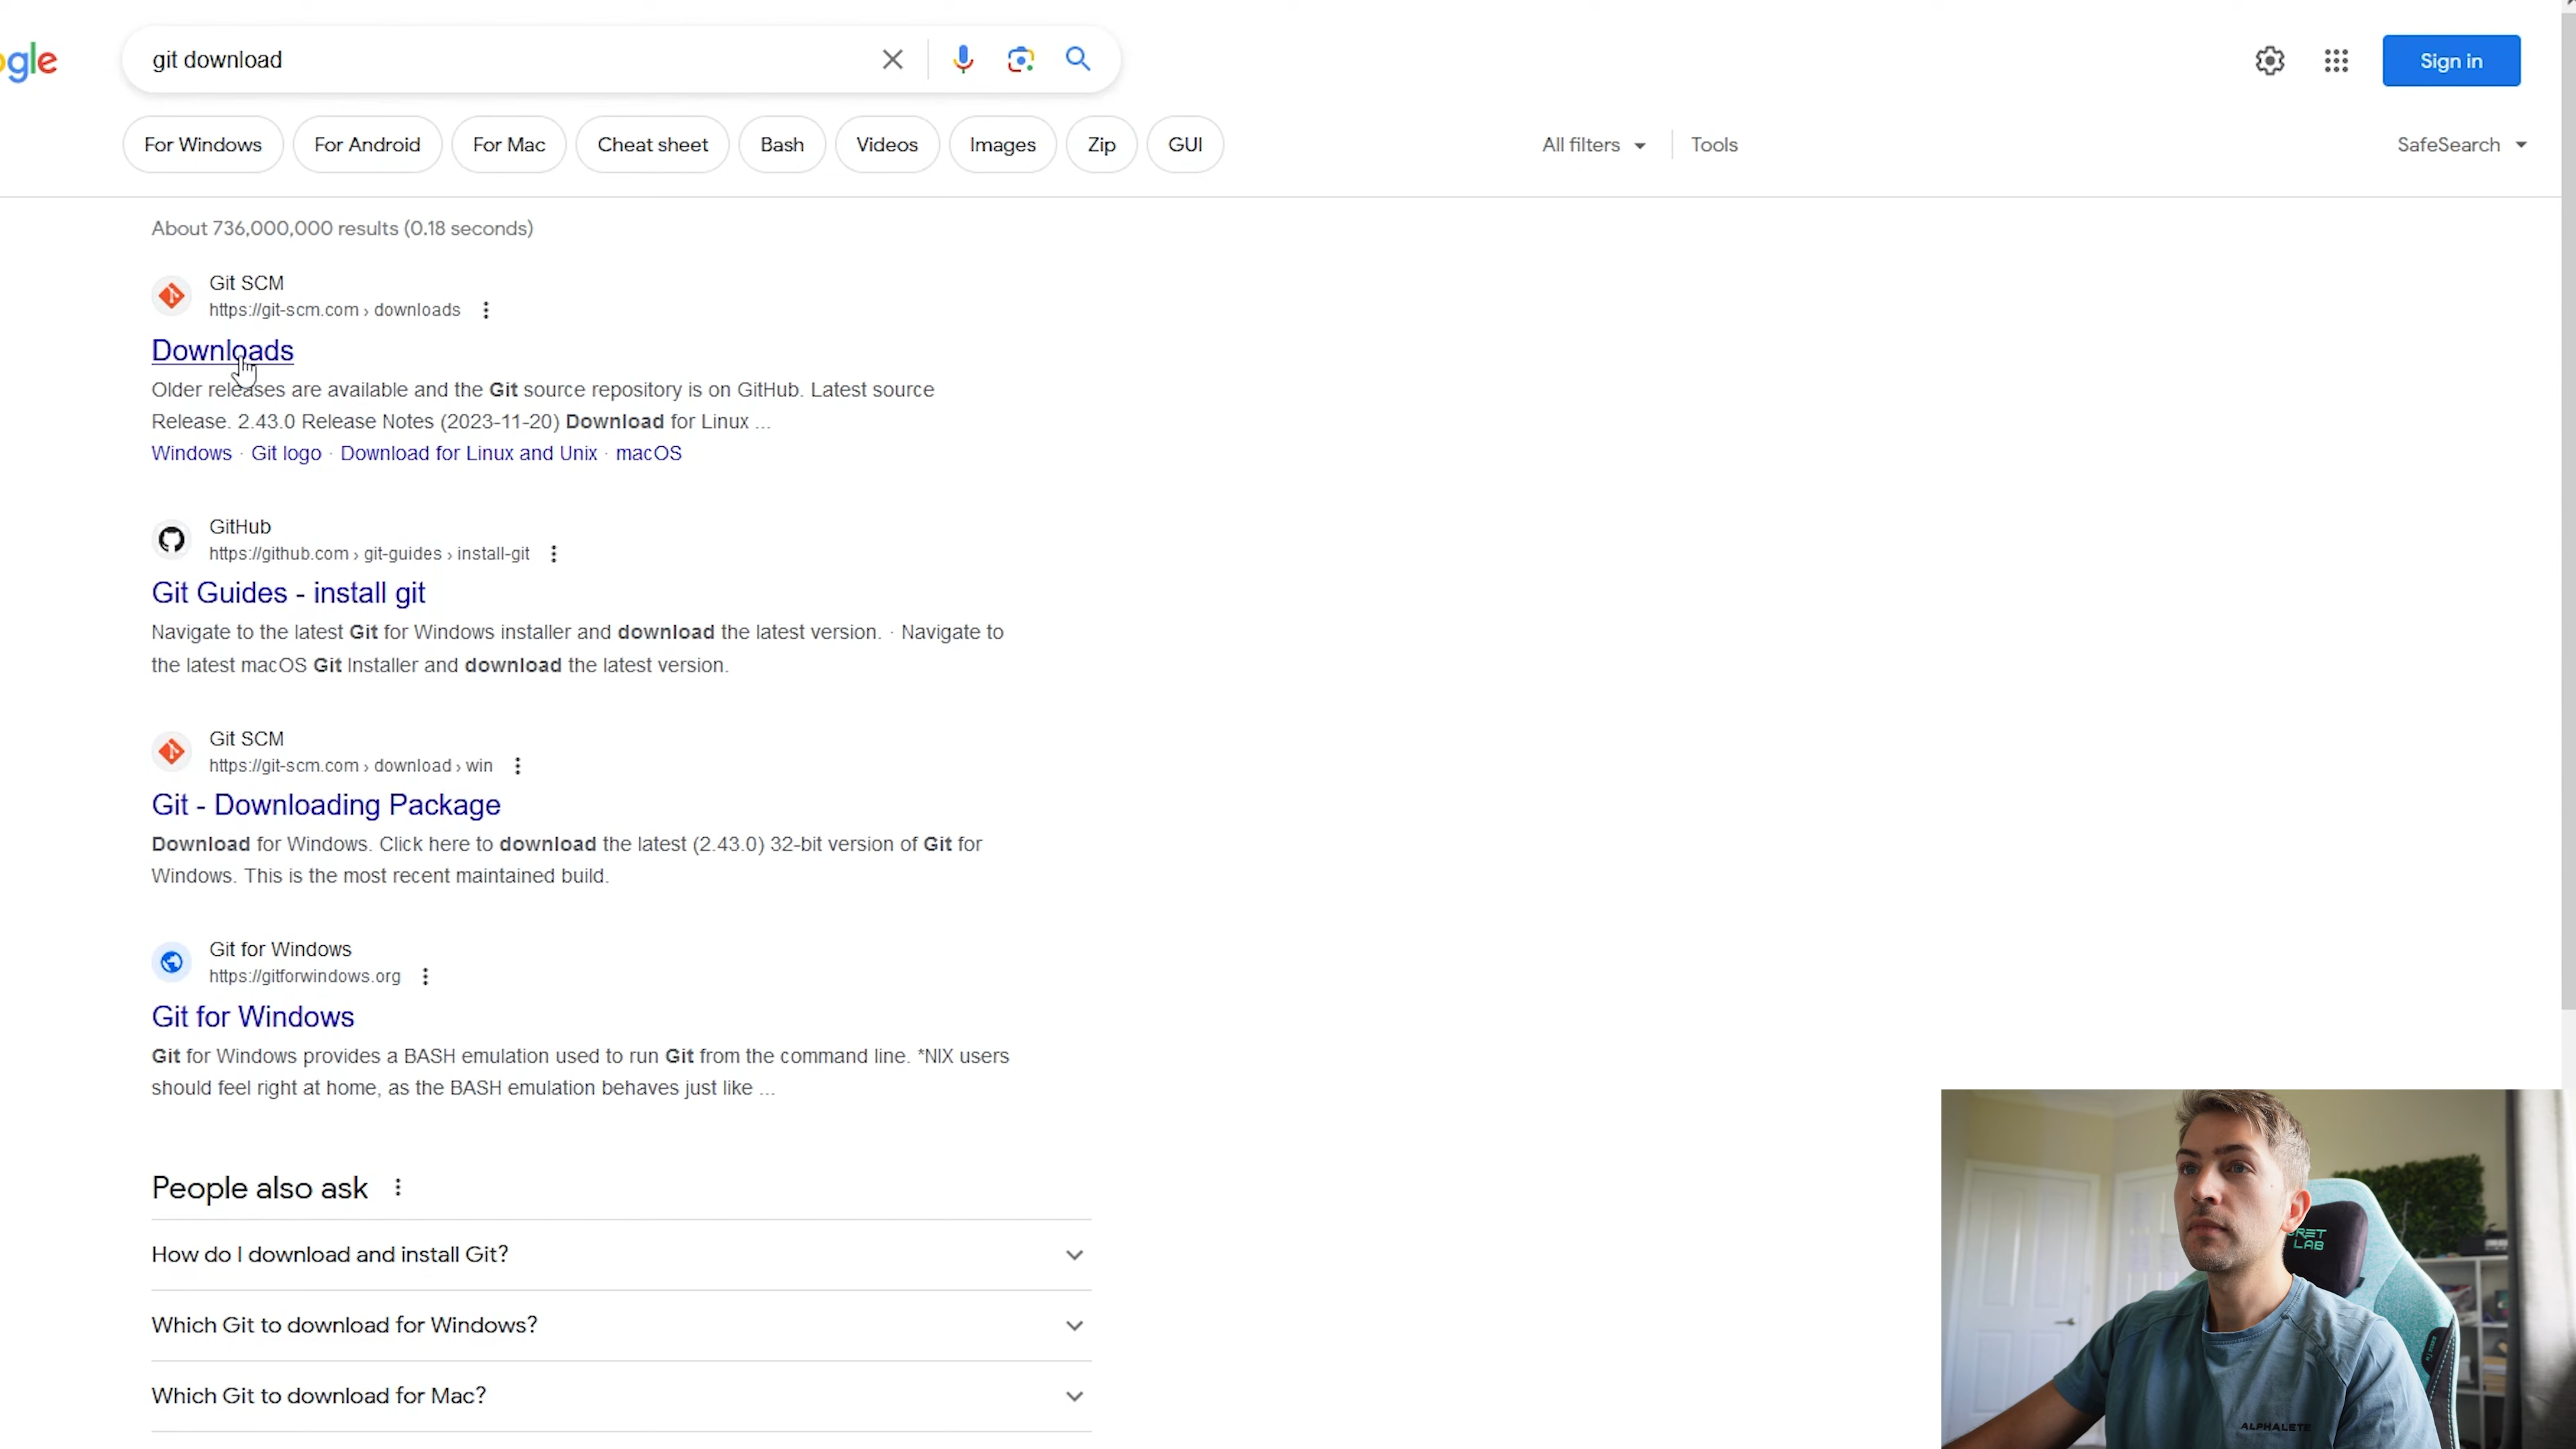 ogle
git download
Sign in
For Windows
For Android
For Mac
Cheat sheet
Bash
Videos
Images
Zip
GUI
All filters
Tools
SafeSearch
About 736,000,000 results (0.18 seconds)
Git SCM
https://git-scm.com › downloads
Downloads
Older releases are available and the Git source repository is on GitHub. Latest source
Release. 2.43.0 Release Notes (2023-11-20) Download for Linux ...
Windows · Git logo · Download for Linux and Unix · macOS
GitHub
https://github.com › git-guides › install-git
Git Guides - install git
Navigate to the latest Git for Windows installer and download the latest version. · Navigate to
the latest macOS Git Installer and download the latest version.
Git SCM
https://git-scm.com › download › win
Git - Downloading Package
Download for Windows. Click here to download the latest (2.43.0) 32-bit version of Git for
Windows. This is the most recent maintained build.
Git for Windows
https://gitforwindows.org
Git for Windows
Git for Windows provides a BASH emulation used to run Git from the command line. *NIX users
should feel right at home, as the BASH emulation behaves just like ...
People also ask
How do I download and install Git?
Which Git to download for Windows?
Which Git to download for Mac?
RET
LAB
ALPHALETE